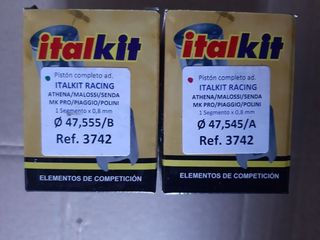 italkit
Pistón completo ad.
ITALKIT RACING
ATHENA/MALOSSI/SENDA
MK PRO/PIAGGIO/POLINI
1 Segmento x 0,8 mm
Ø 47,555/B
Ref. 3742
ELEMENTOS DE COMPETICIÓN
italkit
Pistón completo ad.
ITALKIT RACING
ATHENA/MALOSSI/SENDA
MK PRO/PIAGGIO/POLINI
1 Segmento x 0,8 mm
Ø 47,545/A
Ref. 3742
ELEMENTOS DE COMPETICIÓN